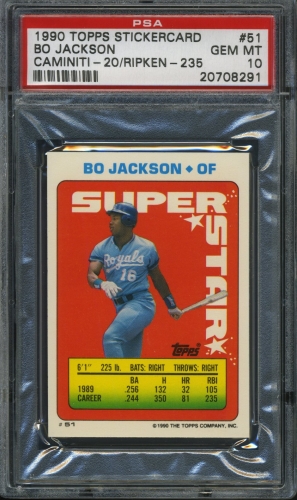 PSA
1990 TOPPS STICKERCARD #51
BO JACKSON GEM MT
CAMINITI-20/RIPKEN-235 10
20708291
BO JACKSON ♦ OF
SUPER
STAR
Royals
16
Topps
6'1" 225 lb. BATS: RIGHT THROWS: RIGHT
BA H HR RBI
1989 .256 132 32 105
CAREER .244 350 81 235
# 51 ©1990 THE TOPPS COMPANY, INC.